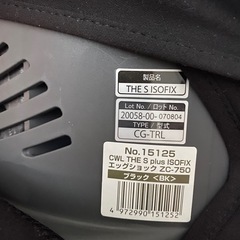 製品名
THE S ISOFIX
Lot No. / ロット No.
20058-00- 070804
TYPE / 型式
CG-TRL
No.15125
CWL THE S plus ISOFIX
エッグショック ZC-750
ブラック <BK>
4 972990 151252